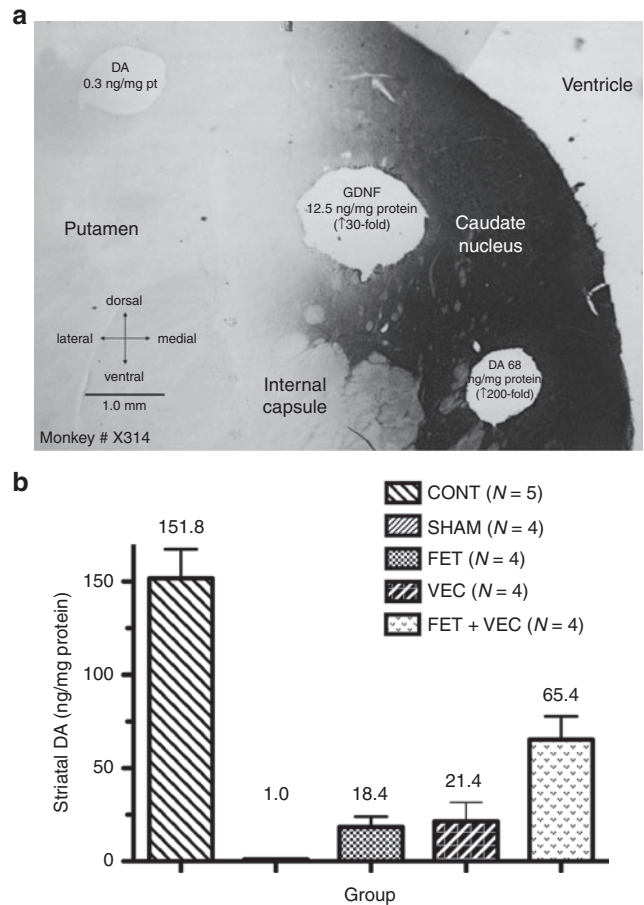 a
DA
0.3 ng/mg pt
Ventricle
GDNF
12.5 ng/mg protein
(↑30-fold)
Putamen
Caudate
nucleus
dorsal
lateral
medial
ventral
1.0 mm
Internal
capsule
DA 68
ng/mg protein
(↑200-fold)
Monkey # X314
b
CONT (N = 5)
SHAM (N = 4)
FET (N = 4)
VEC (N = 4)
FET + VEC (N = 4)
Striatal DA (ng/mg protein)
150
100
50
0
151.8
1.0
18.4
21.4
65.4
Group